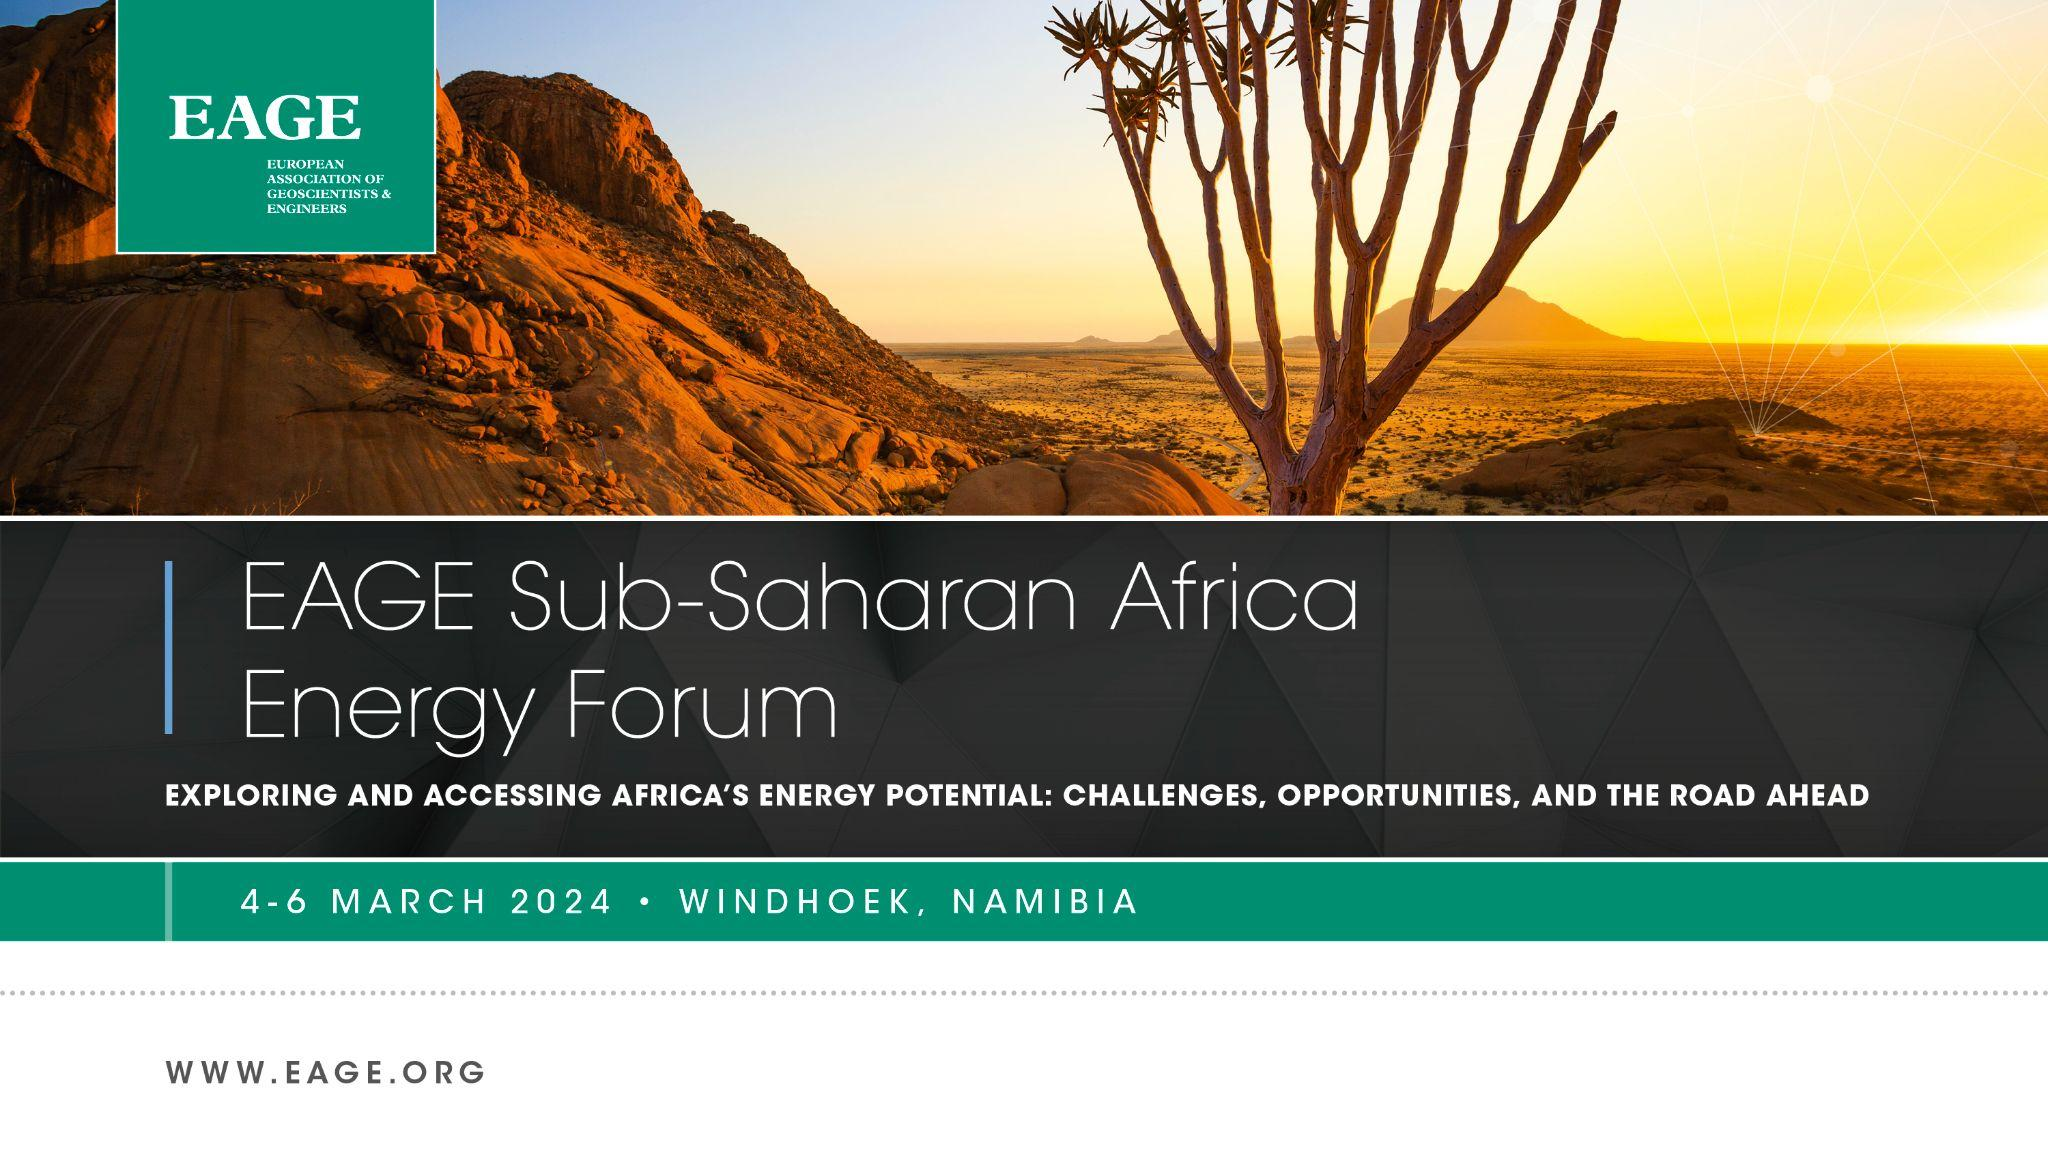 EAGE
EUROPEAN
ASSOCIATION OF
GEOSCIENTISTS &
ENGINEERS
EAGE Sub-Saharan Africa
Energy Forum
EXPLORING AND ACCESSING AFRICA’S ENERGY POTENTIAL: CHALLENGES, OPPORTUNITIES, AND THE ROAD AHEAD
4-6 MARCH 2024 • WINDHOEK, NAMIBIA
WWW.EAGE.ORG